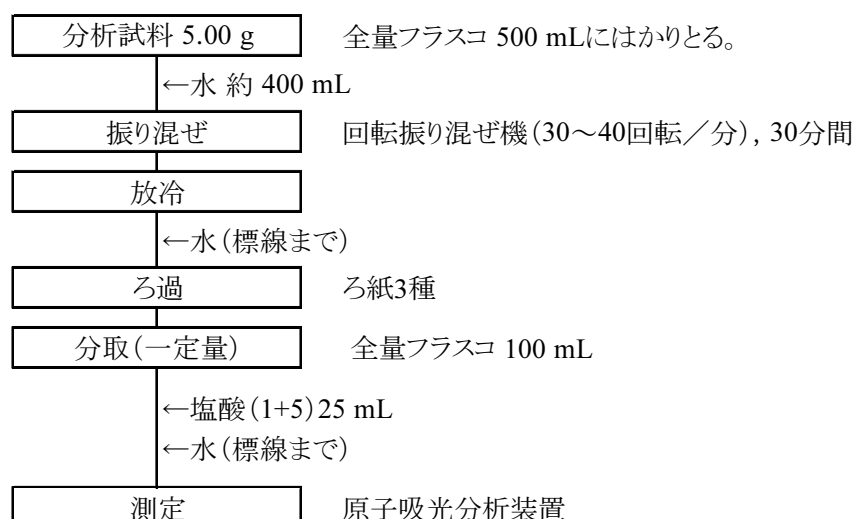 分析試料 5.00 g 全量フラスコ 500 mLにはかりとる。
←水 約 400 mL
振り混ぜ 回転振り混ぜ機(30～40回転／分), 30分間
放冷
←水(標線まで)
ろ過 ろ紙3種
分取(一定量) 全量フラスコ 100 mL
←塩酸(1+5)25 mL
←水(標線まで)
測定 原子吸光分析装置